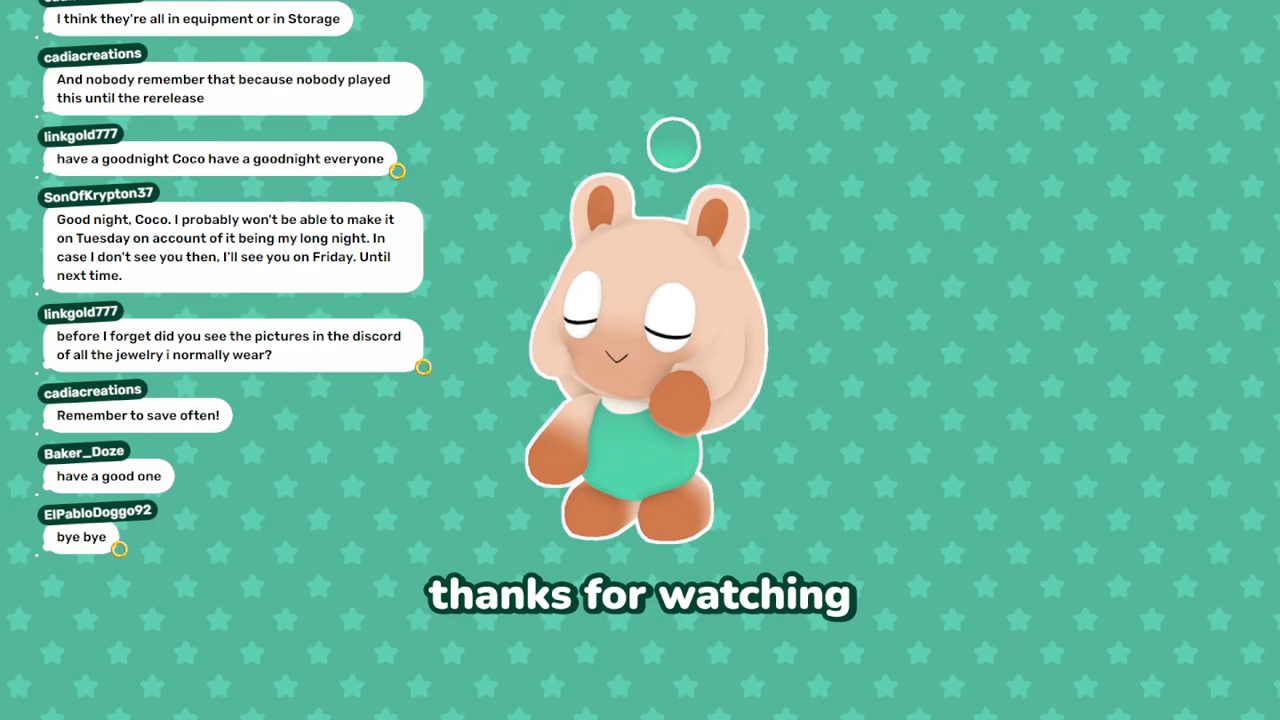 I think they're all in equipment or in Storage
cadiacreations
And nobody remember that because nobody played
this until the rerelease
linkgold777
have a goodnight Coco have a goodnight everyone
SonOfKrypton37
Good night, Coco. I probably won't be able to make it
on Tuesday on account of it being my long night. In
case I don't see you then, I'll see you on Friday. Until
next time.
linkgold777
before I forget did you see the pictures in the discord
of all the jewelry i normally wear?
cadiacreations
Remember to save often!
Baker_Doze
have a good one
ElPabloDoggo92
bye bye
thanks for watching